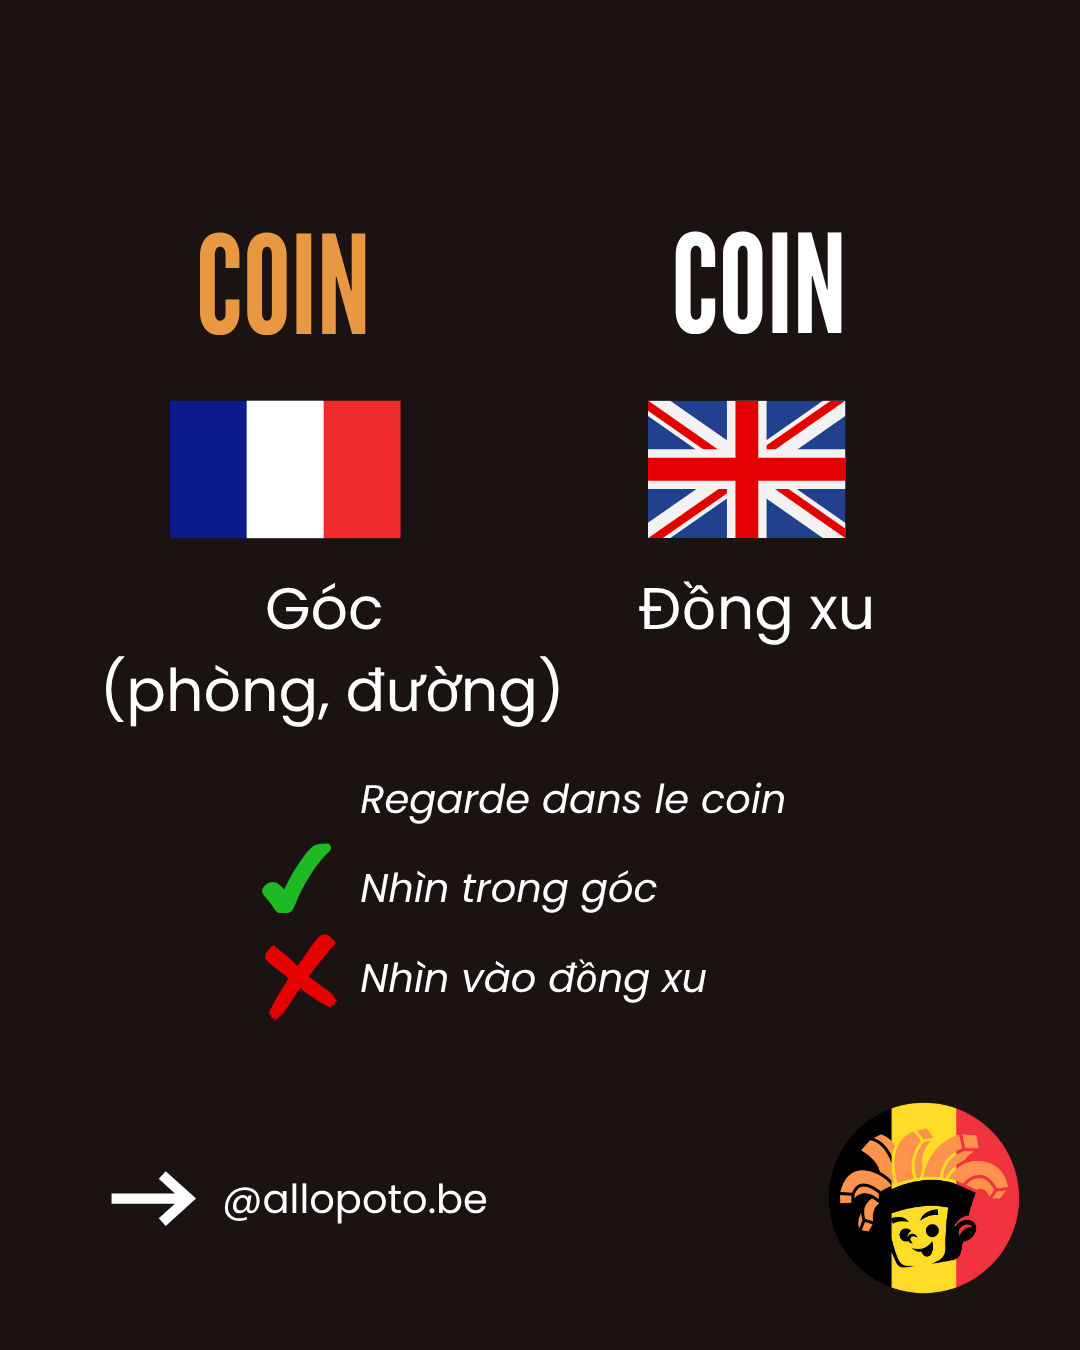 COIN COIN
Góc Đồng xu
(phòng, đường)
Regarde dans le coin
Nhìn trong góc
Nhìn vào đồng xu
@allopoto.be